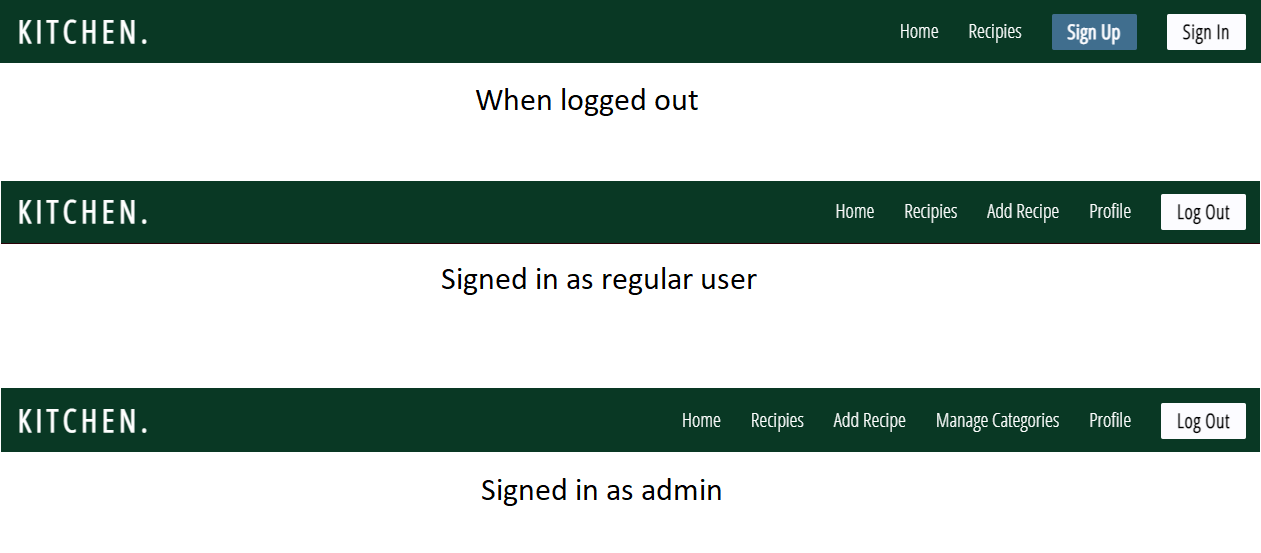 KITCHEN. Home Recipies Sign Up Sign In
When logged out
KITCHEN. Home Recipies Add Recipe Profile Log Out
Signed in as regular user
KITCHEN. Home Recipies Add Recipe Manage Categories Profile Log Out
Signed in as admin